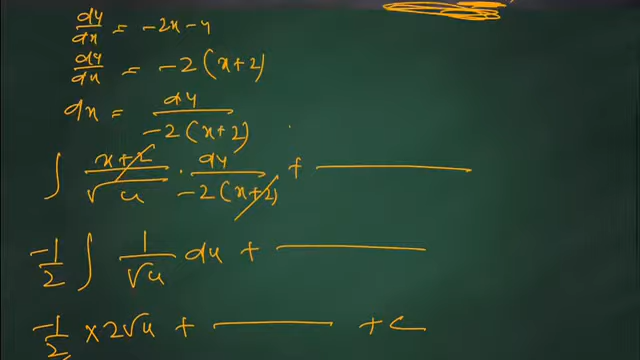 du/dx = -2x-4
du/dx = -2(x+2)
dx = du/-2(x+2)
∫ x+2/√u · du/-2(x+2) + ______
-1/2 ∫ 1/√u du + ______
-1/2 × 2√u + ______ + C